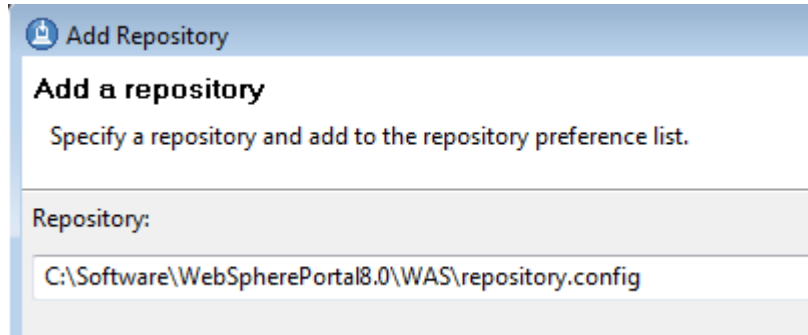 Add Repository
Add a repository
Specify a repository and add to the repository preference list.
Repository:
C:\Software\WebSpherePortal8.0\WAS\repository.config